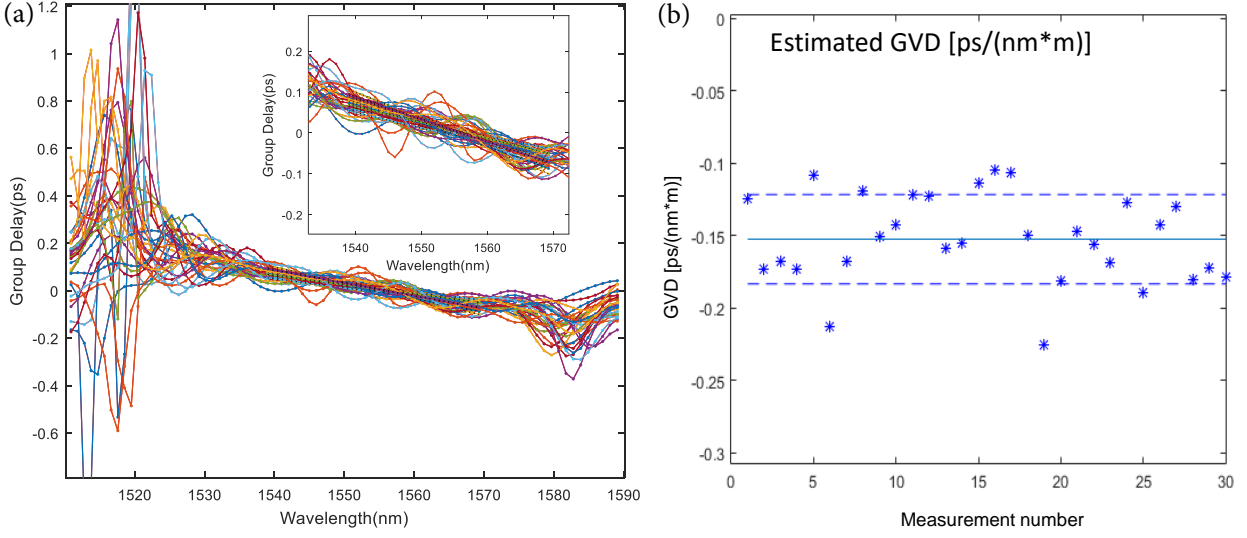 (a)
1.2
1
0.8
0.6
0.4
0.2
0
-0.2
-0.4
-0.6
Group Delay(ps)
1520 1530 1540 1550 1560 1570 1580 1590
Wavelength(nm)
0.2
0.1
0
-0.1
-0.2
Group Delay(ps)
1540 1550 1560 1570
Wavelength(nm)
(b)
Estimated GVD [ps/(nm*m)]
0
-0.05
-0.1
-0.15
-0.2
-0.25
-0.3
GVD [ps/(nm*m)]
0 5 10 15 20 25 30
Measurement number